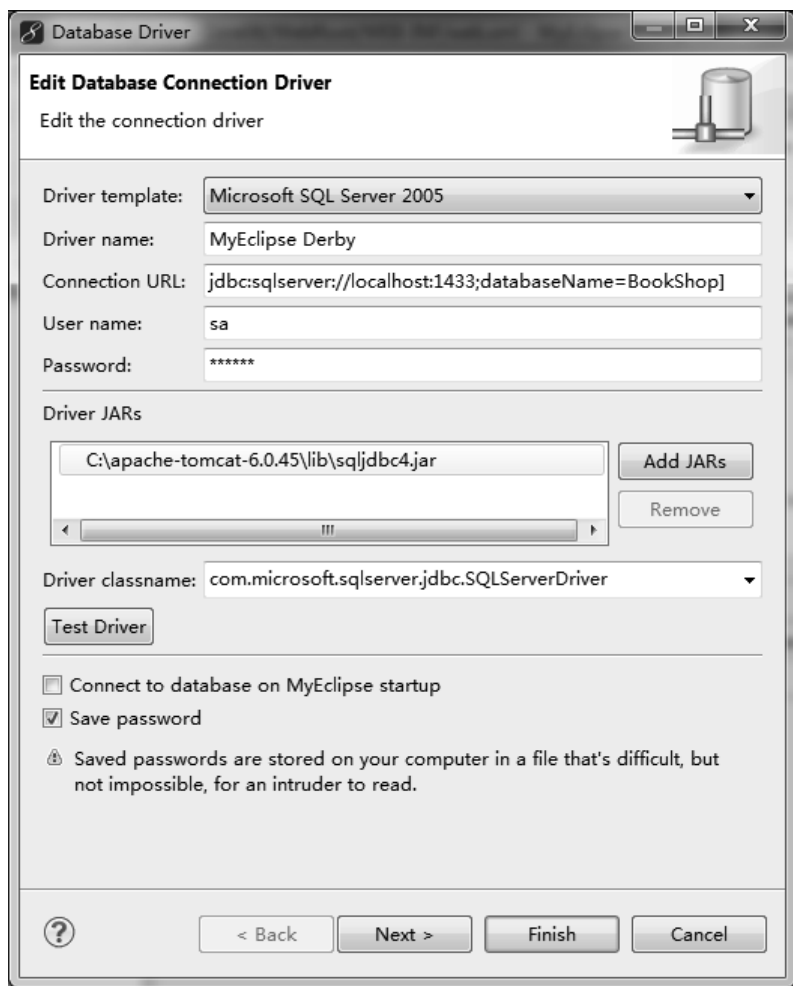 Database Driver
Edit Database Connection Driver
Edit the connection driver
Driver template: Microsoft SQL Server 2005
Driver name: MyEclipse Derby
Connection URL: jdbc:sqlserver://localhost:1433;databaseName=BookShop]
User name: sa
Password: ******
Driver JARs
C:\apache-tomcat-6.0.45\lib\sqljdbc4.jar
Add JARs
Remove
Driver classname: com.microsoft.sqlserver.jdbc.SQLServerDriver
Test Driver
Connect to database on MyEclipse startup
Save password
Saved passwords are stored on your computer in a file that's difficult, but
not impossible, for an intruder to read.
< Back Next > Finish Cancel